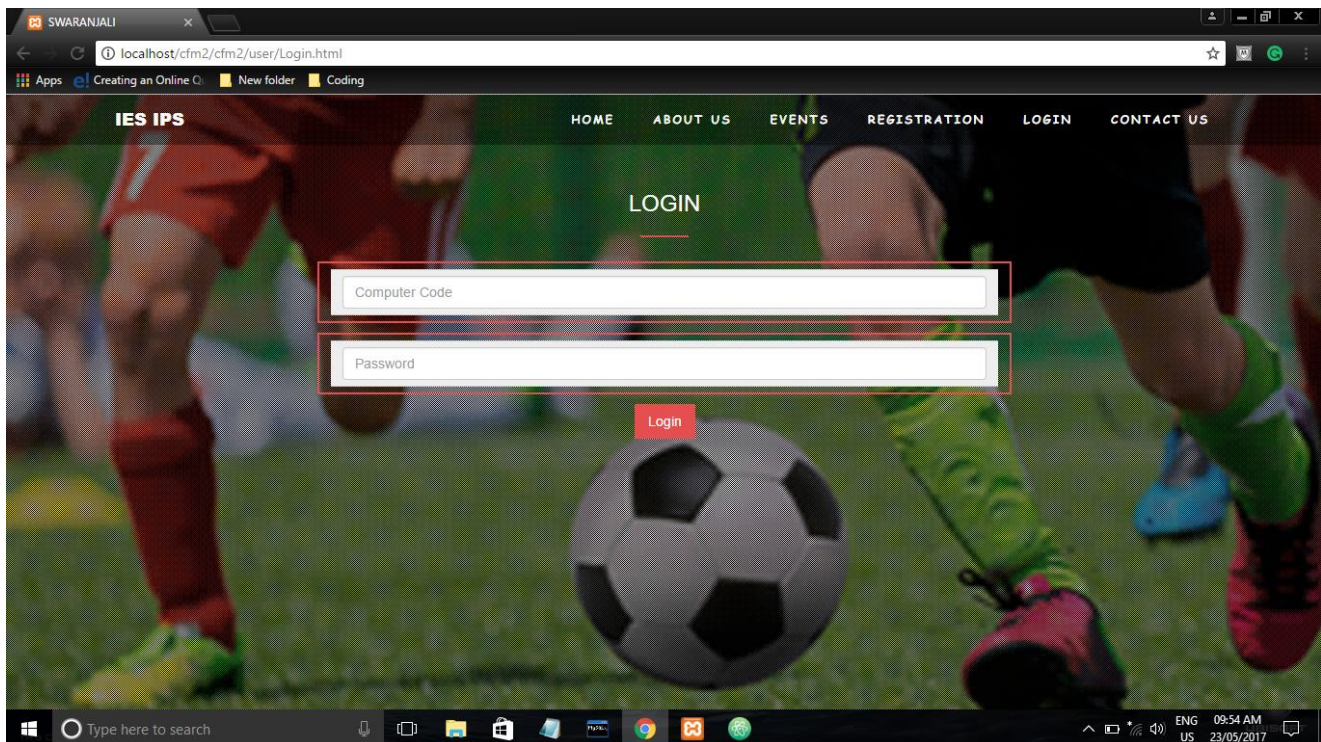 SWARANJALI
localhost/cfm2/cfm2/user/Login.html
Apps Creating an Online Q New folder Coding
IES IPS HOME ABOUT US EVENTS REGISTRATION LOGIN CONTACT US
LOGIN
Computer Code
Password
Login
Type here to search
ENG 09:54 AM
US 23/05/2017